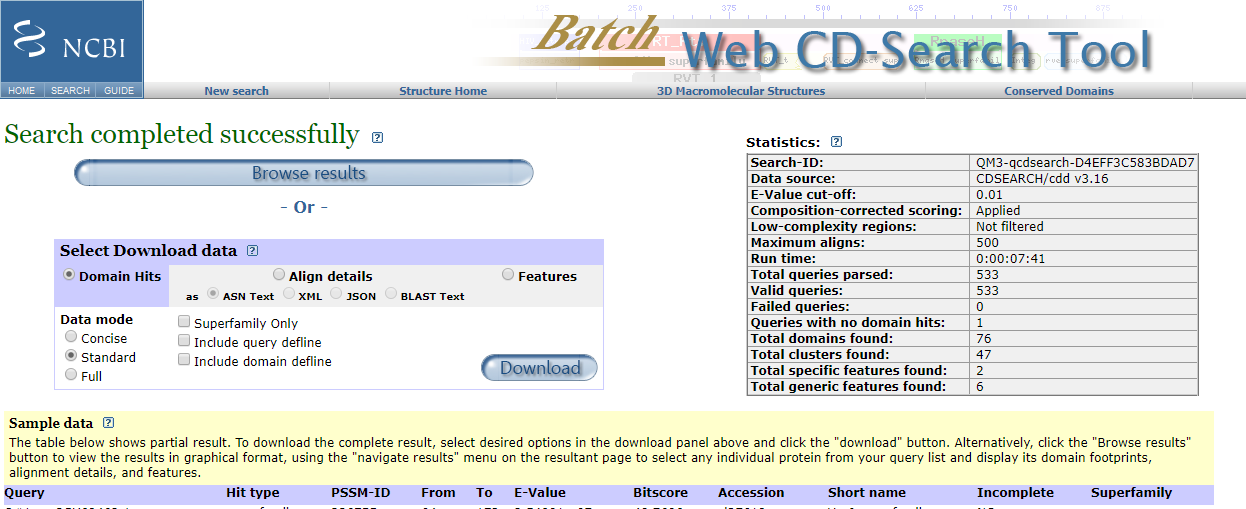 125 250 375 500 625 750 875
Batch Web CD-Search Tool
NCBI
HOME SEARCH GUIDE New search Structure Home 3D Macromolecular Structures Conserved Domains
Search completed successfully ?
Browse results
- Or -
Select Download data ?
Domain Hits Align details Features
as ASN Text XML JSON BLAST Text
Data mode
Concise
Standard
Full
Superfamily Only
Include query defline
Include domain defline
Download
Statistics: ?
Search-ID: QM3-qcdsearch-D4EFF3C583BDAD7
Data source: CDSEARCH/cdd v3.16
E-Value cut-off: 0.01
Composition-corrected scoring: Applied
Low-complexity regions: Not filtered
Maximum aligns: 500
Run time: 0:00:07:41
Total queries parsed: 533
Valid queries: 533
Failed queries: 0
Queries with no domain hits: 1
Total domains found: 76
Total clusters found: 47
Total specific features found: 2
Total generic features found: 6
Sample data ?
The table below shows partial result. To download the complete result, select desired options in the download panel above and click the "download" button. Alternatively, click the "Browse results"
button to view the results in graphical format, using the "navigate results" menu on the resultant page to select any individual protein from your query list and display its domain footprints,
alignment details, and features.
Query Hit type PSSM-ID From To E-Value Bitscore Accession Short name Incomplete Superfamily